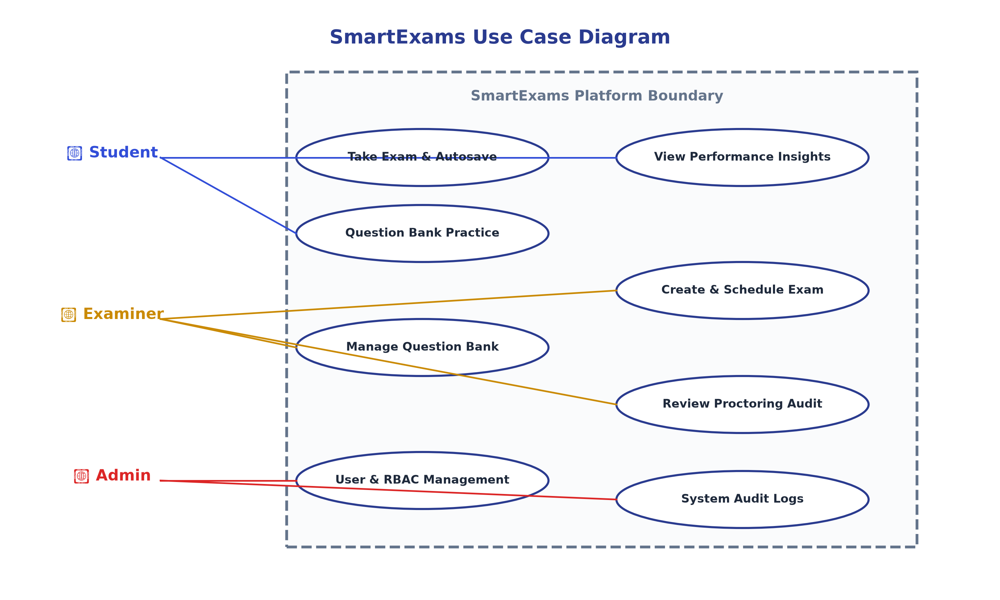 SmartExams Use Case Diagram
SmartExams Platform Boundary
Student
Take Exam & Autosave
View Performance Insights
Question Bank Practice
Create & Schedule Exam
Examiner
Manage Question Bank
Review Proctoring Audit
Admin
User & RBAC Management
System Audit Logs